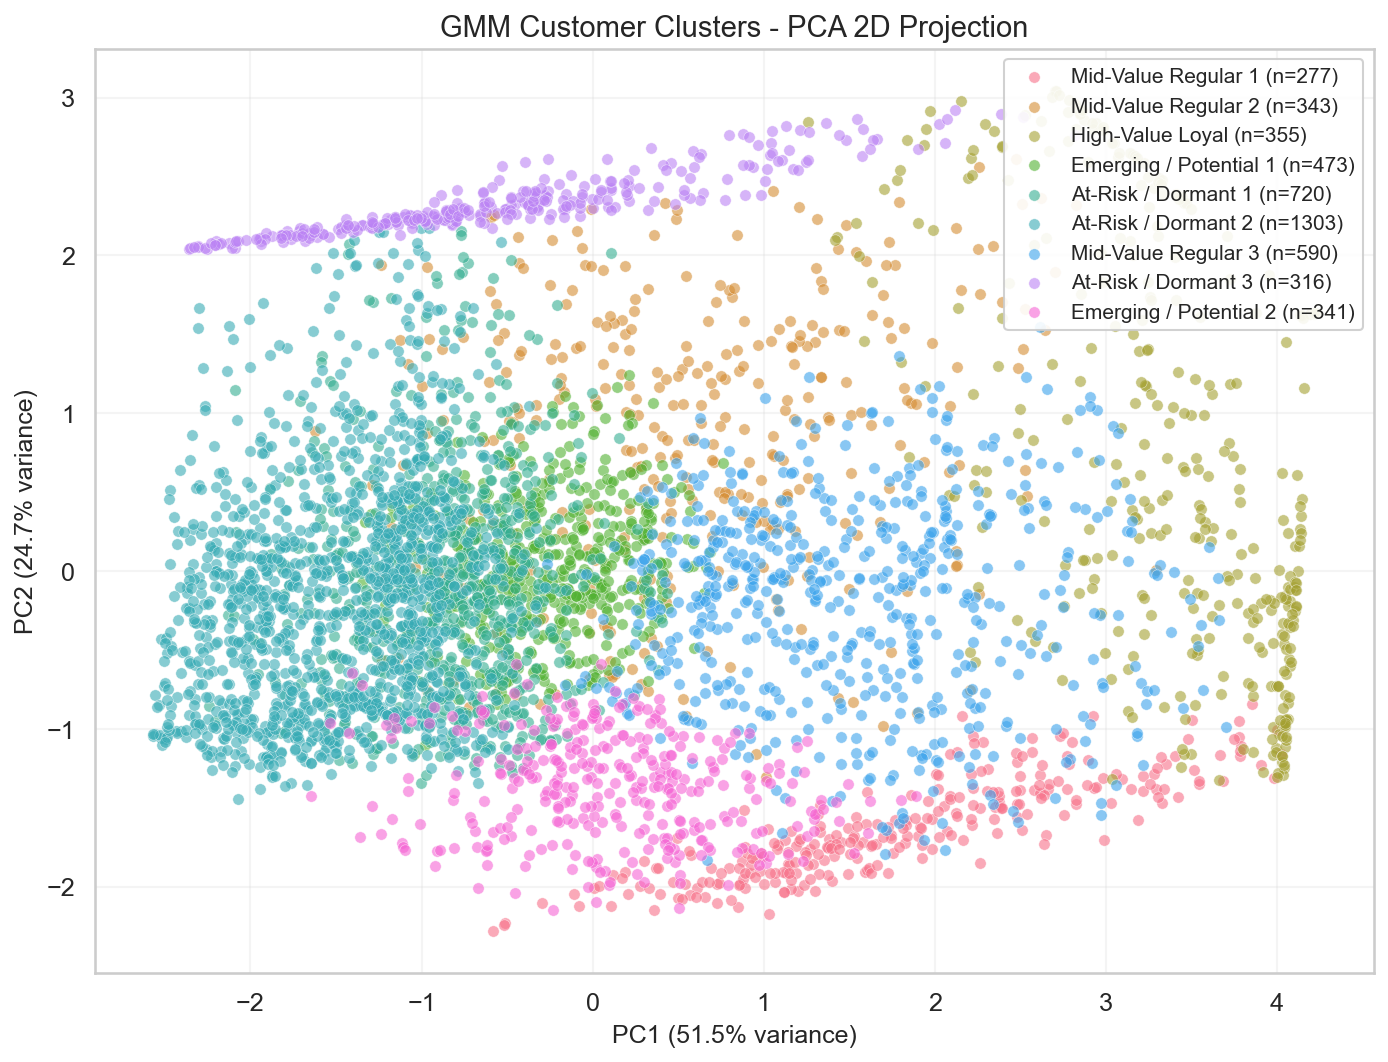 GMM Customer Clusters - PCA 2D Projection
Mid-Value Regular 1 (n=277)
Mid-Value Regular 2 (n=343)
High-Value Loyal (n=355)
Emerging / Potential 1 (n=473)
At-Risk / Dormant 1 (n=720)
At-Risk / Dormant 2 (n=1303)
Mid-Value Regular 3 (n=590)
At-Risk / Dormant 3 (n=316)
Emerging / Potential 2 (n=341)
PC2 (24.7% variance)
3
2
1
0
−1
−2
−2 −1 0 1 2 3 4
PC1 (51.5% variance)